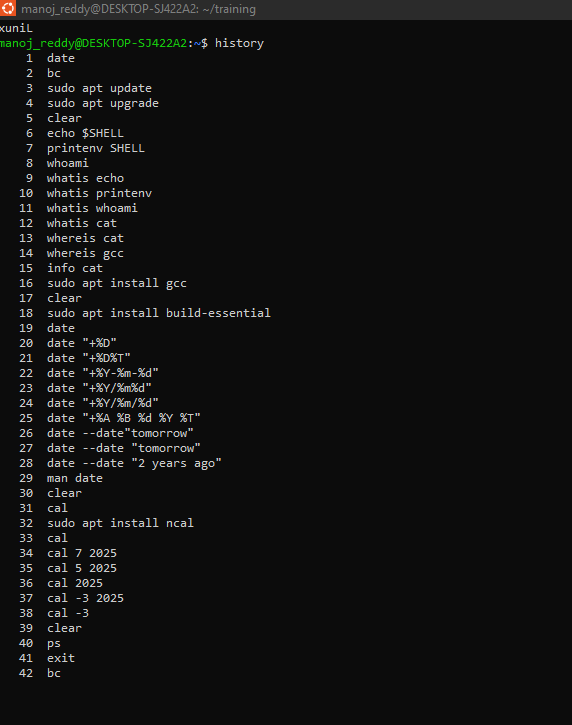 manoj_reddy@DESKTOP-SJ422A2: ~/training
xuniL
manoj_reddy@DESKTOP-SJ422A2:~$ history
1 date
2 bc
3 sudo apt update
4 sudo apt upgrade
5 clear
6 echo $SHELL
7 printenv SHELL
8 whoami
9 whatis echo
10 whatis printenv
11 whatis whoami
12 whatis cat
13 whereis cat
14 whereis gcc
15 info cat
16 sudo apt install gcc
17 clear
18 sudo apt install build-essential
19 date
20 date "+%D"
21 date "+%D%T"
22 date "+%Y-%m-%d"
23 date "+%Y/%m%d"
24 date "+%Y/%m/%d"
25 date "+%A %B %d %Y %T"
26 date --date"tomorrow"
27 date --date "tomorrow"
28 date --date "2 years ago"
29 man date
30 clear
31 cal
32 sudo apt install ncal
33 cal
34 cal 7 2025
35 cal 5 2025
36 cal 2025
37 cal -3 2025
38 cal -3
39 clear
40 ps
41 exit
42 bc